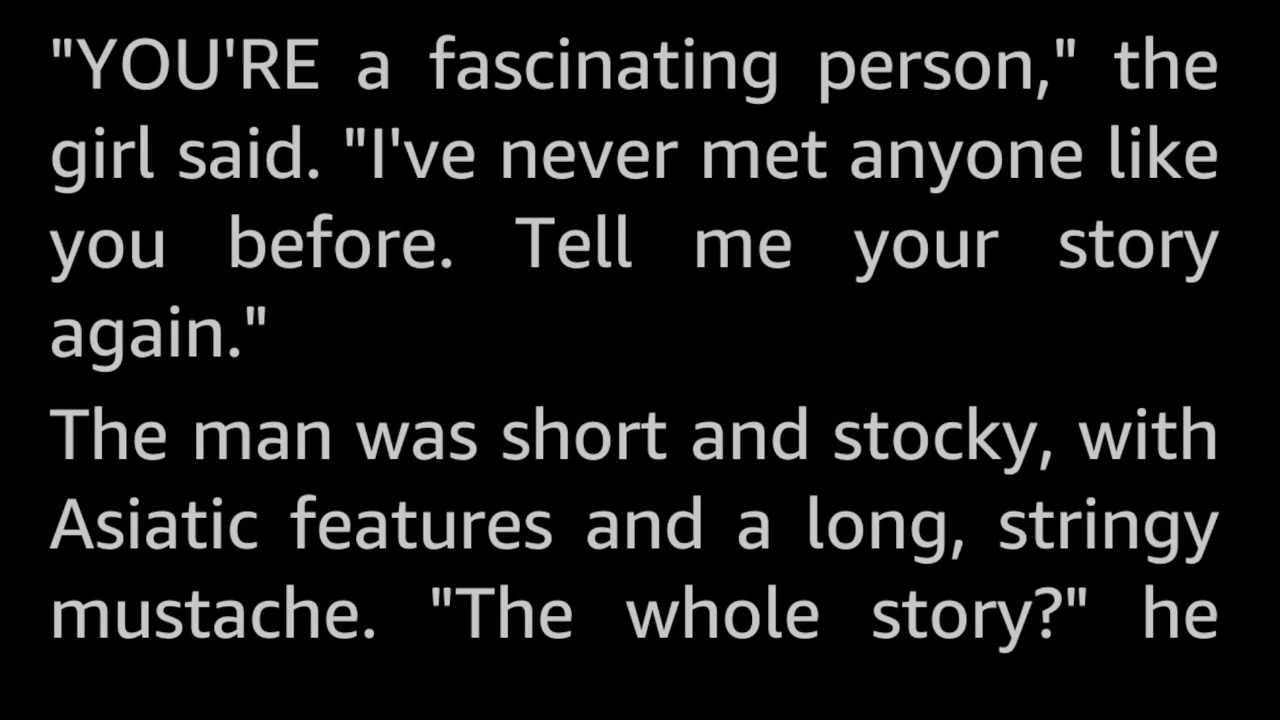 "YOU'RE a fascinating person," the
girl said. "I've never met anyone like
you before. Tell me your story
again."
The man was short and stocky, with
Asiatic features and a long, stringy
mustache. "The whole story?" he